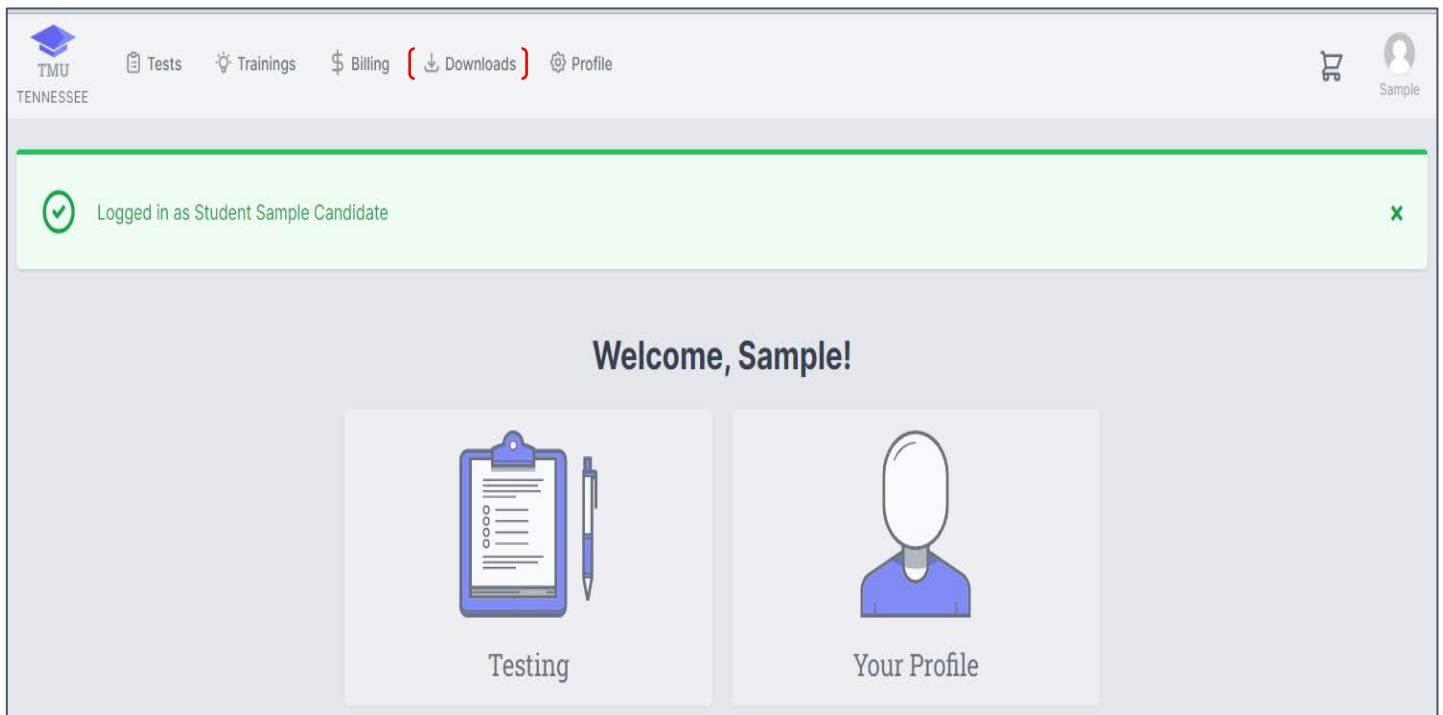 TMU
TENNESSEE
Tests Trainings $ Billing Downloads Profile
Sample
Logged in as Student Sample Candidate
Welcome, Sample!
Testing
Your Profile